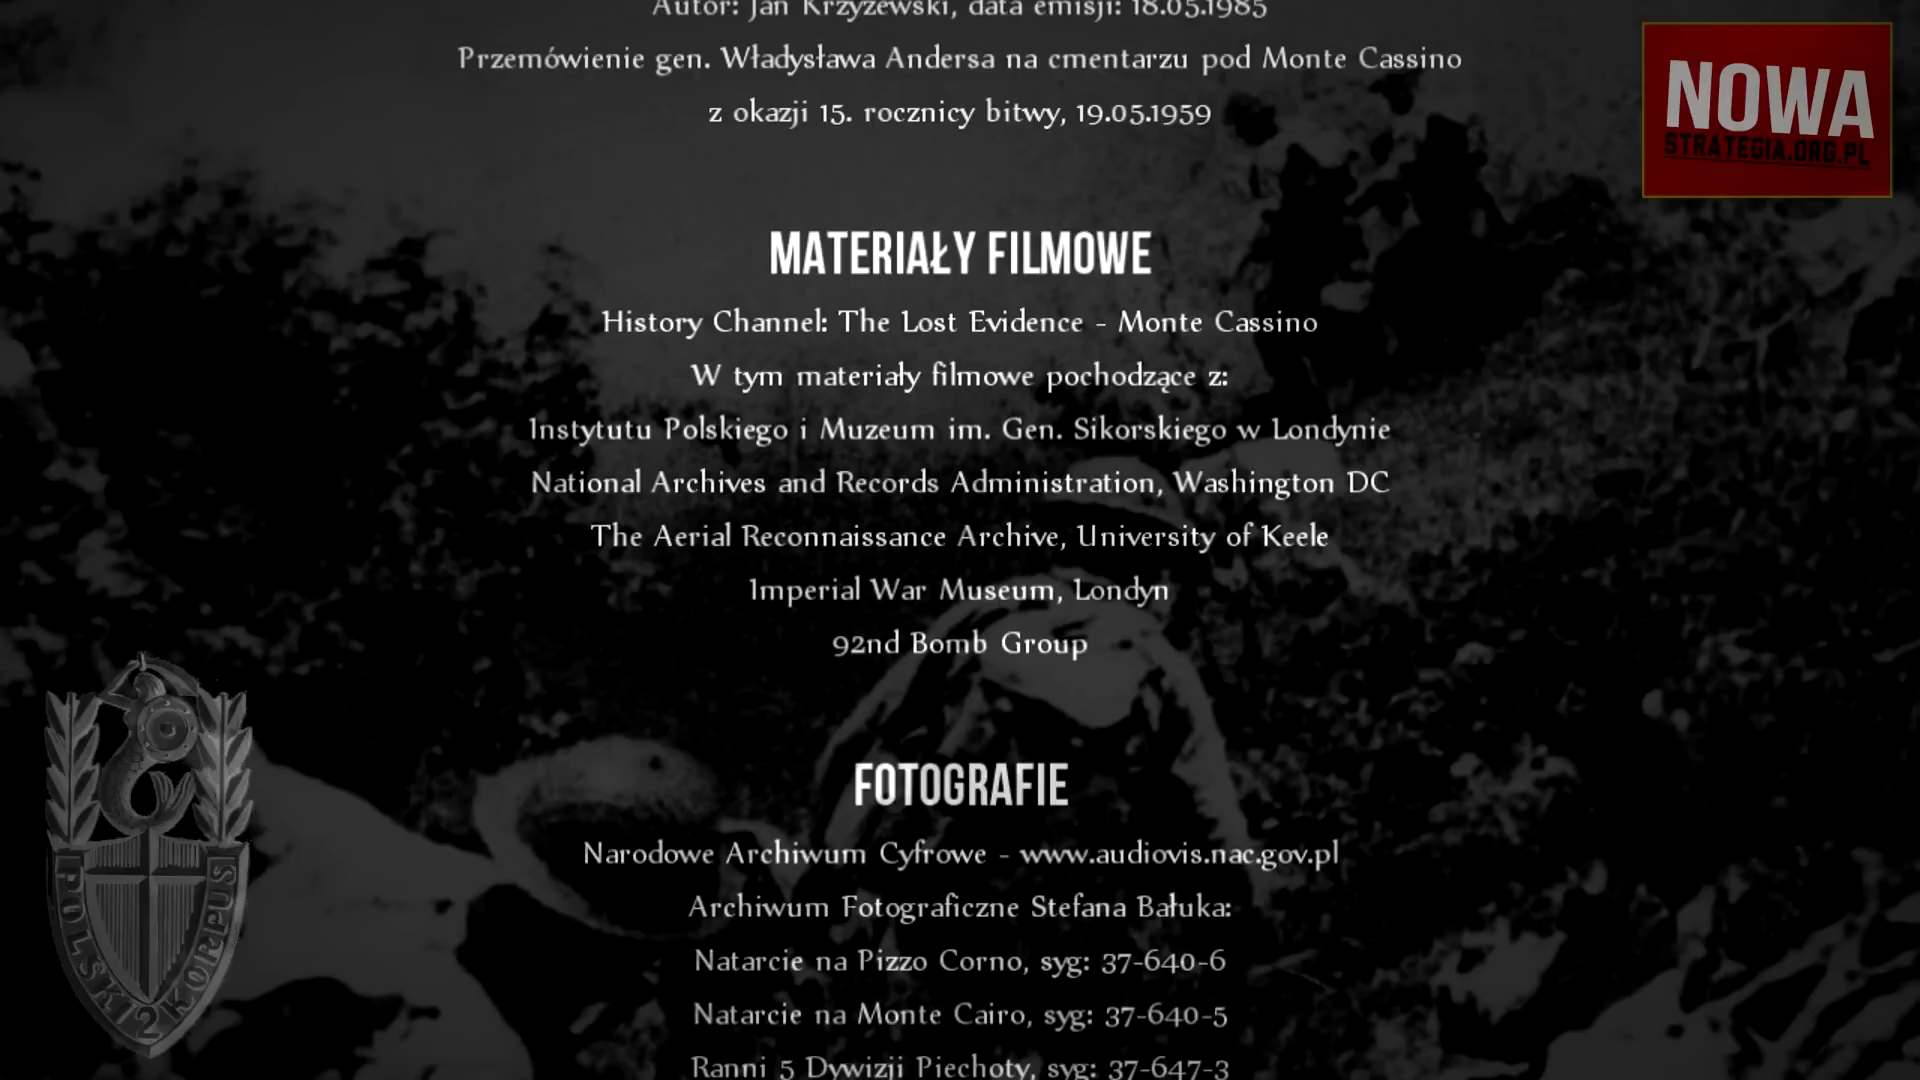 Autor: Jan Krzyżewski, data emisji: 18.05.1985
Przemówienie gen. Władysława Andersa na cmentarzu pod Monte Cassino
z okazji 15. rocznicy bitwy, 19.05.1959
NOWA
STRATEGIA.ORG.PL
MATERIAŁY FILMOWE
History Channel: The Lost Evidence - Monte Cassino
W tym materiały filmowe pochodzące z:
Instytutu Polskiego i Muzeum im. Gen. Sikorskiego w Londynie
National Archives and Records Administration, Washington DC
The Aerial Reconnaissance Archive, University of Keele
Imperial War Museum, Londyn
92nd Bomb Group
FOTOGRAFIE
Narodowe Archiwum Cyfrowe - www.audiovis.nac.gov.pl
Archiwum Fotograficzne Stefana Bałuka:
Natarcie na Pizzo Corno, syg: 37-640-6
Natarcie na Monte Cairo, syg: 37-640-5
Ranni 5 Dywizji Piechoty, syg: 37-647-3
POLSKI 2 KORPUS